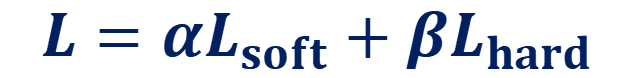 L = αL_soft + βL_hard